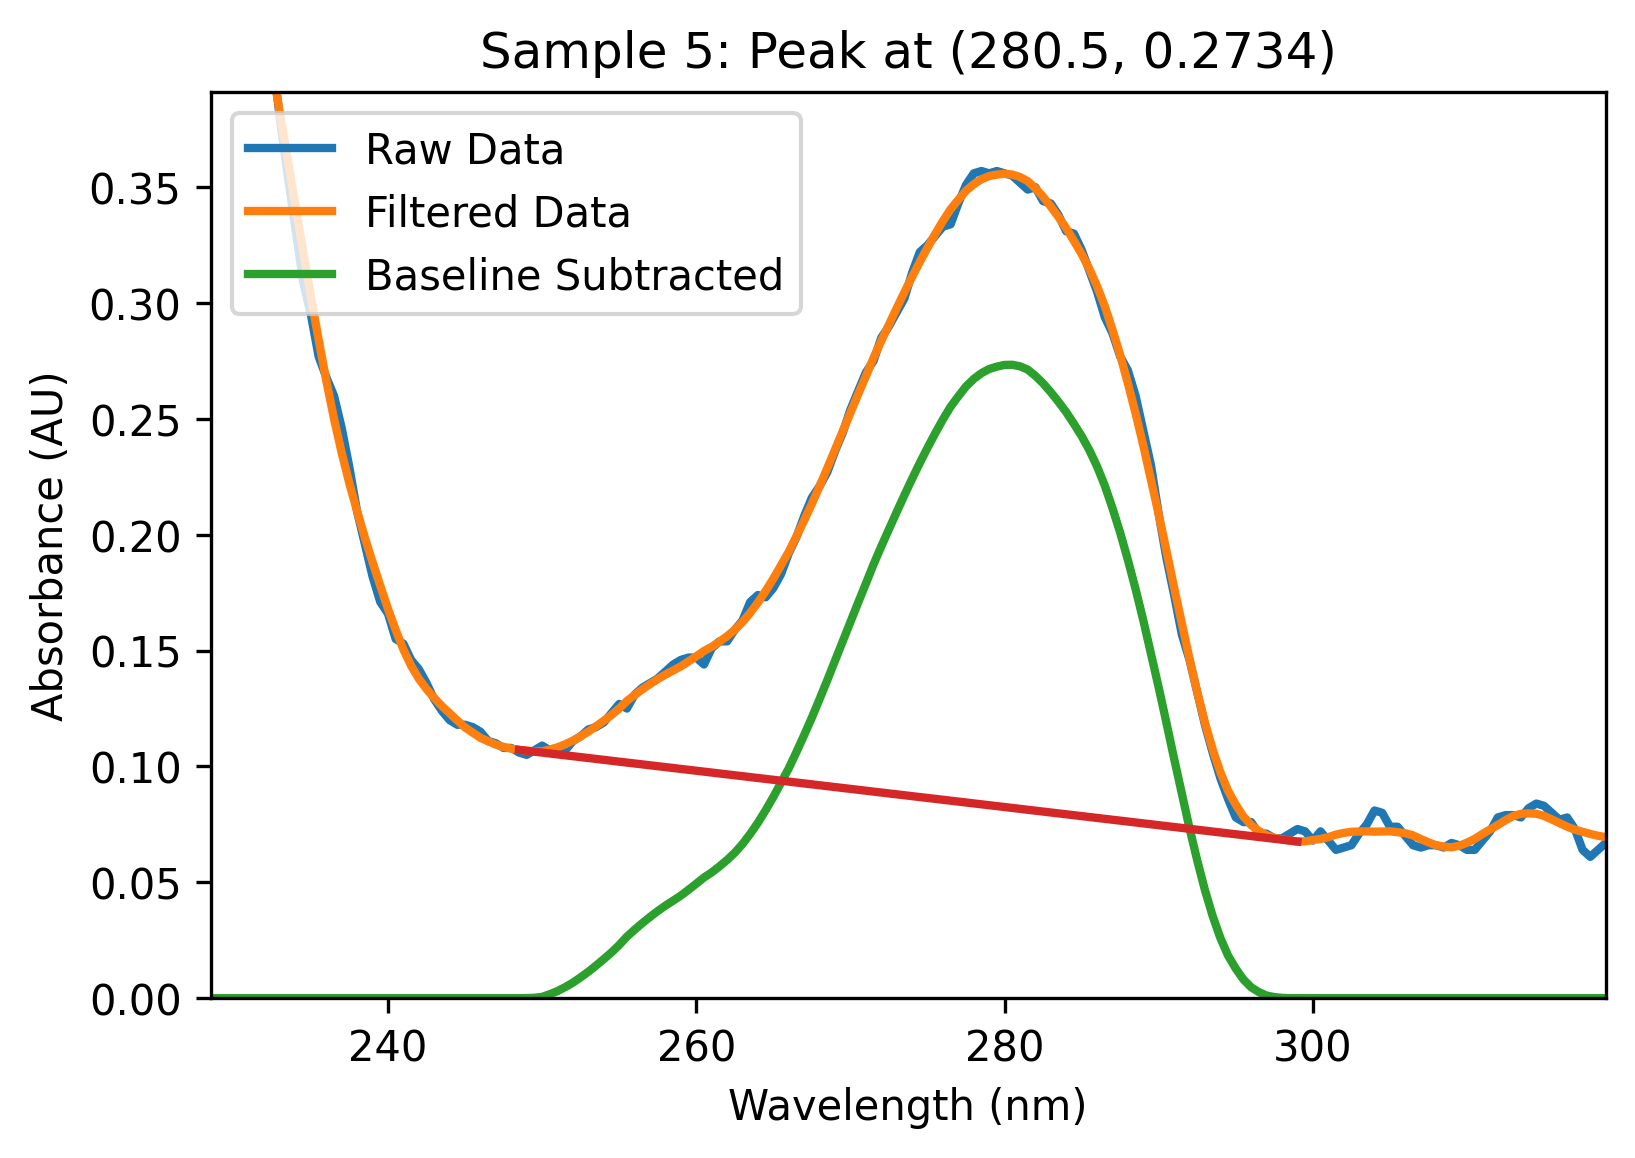 Sample 5: Peak at (280.5, 0.2734)
Raw Data
Filtered Data
Baseline Subtracted
0.35
0.30
0.25
0.20
0.15
0.10
0.05
0.00
Absorbance (AU)
240 260 280 300
Wavelength (nm)